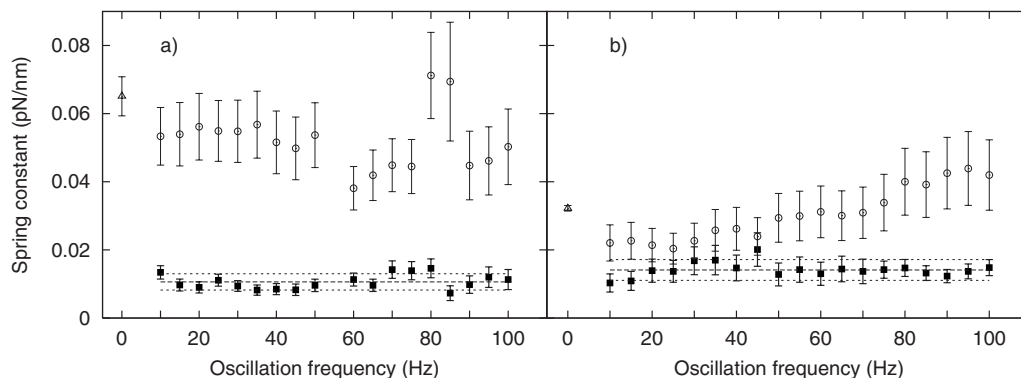 a)
b)
Spring constant (pN/nm)
0.08
0.06
0.04
0.02
0
0 20 40 60 80 100
0 20 40 60 80 100
Oscillation frequency (Hz)
Oscillation frequency (Hz)